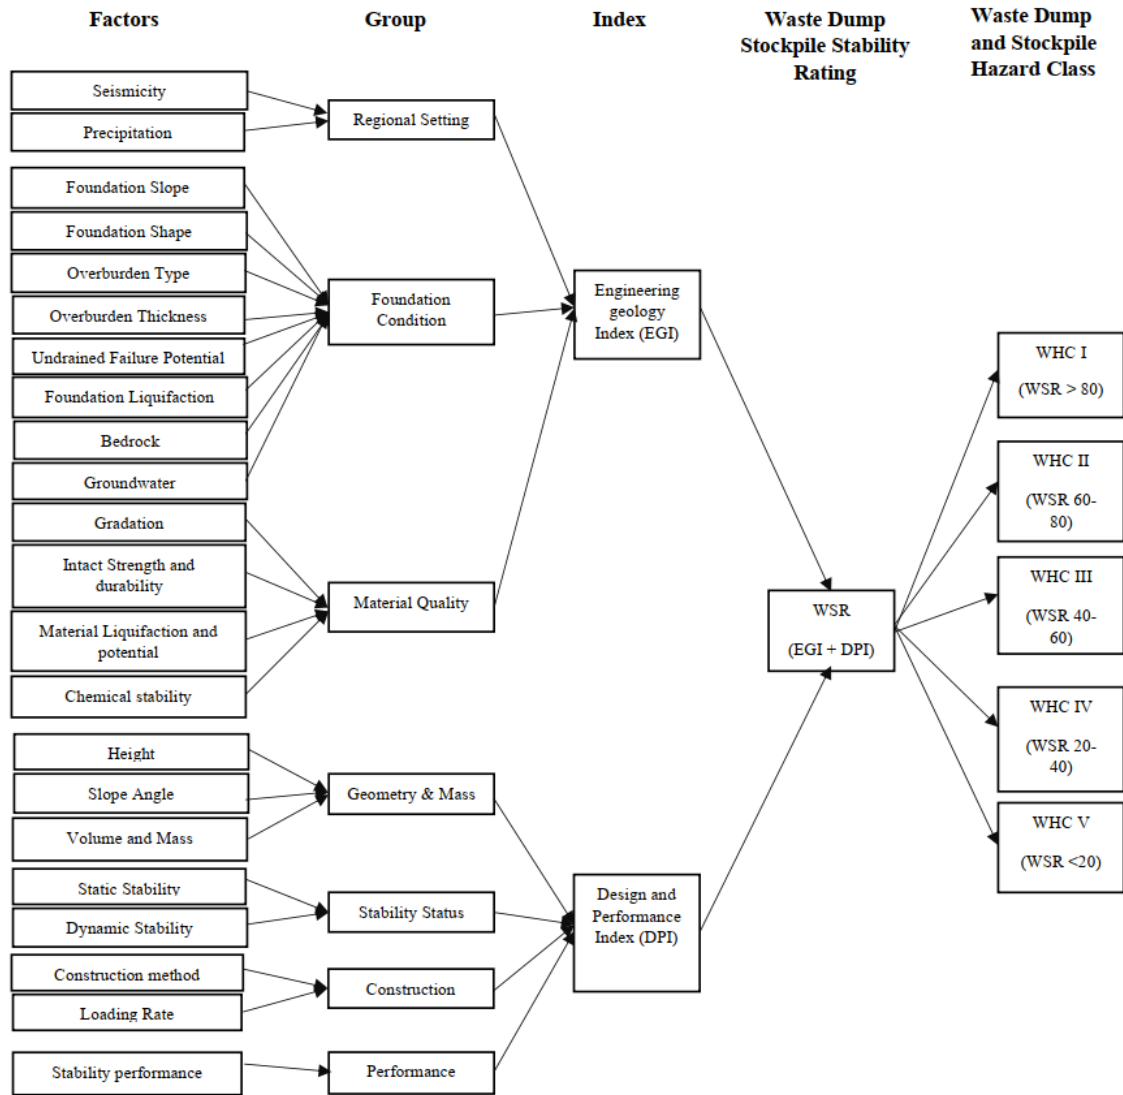 Factors
Group
Index
Waste Dump
Stockpile Stability
Rating
Waste Dump
and Stockpile
Hazard Class
Seismicity
Precipitation
Regional Setting
Foundation Slope
Foundation Shape
Overburden Type
Overburden Thickness
Undrained Failure Potential
Foundation Liquifaction
Bedrock
Groundwater
Foundation
Condition
Gradation
Intact Strength and
durability
Material Liquifaction and
potential
Chemical stability
Material Quality
Engineering
geology
Index (EGI)
Height
Slope Angle
Volume and Mass
Geometry & Mass
Static Stability
Dynamic Stability
Stability Status
Construction method
Loading Rate
Construction
Stability performance
Performance
Design and
Performance
Index (DPI)
WSR
(EGI + DPI)
WHC I
(WSR > 80)
WHC II
(WSR 60-
80)
WHC III
(WSR 40-
60)
WHC IV
(WSR 20-
40)
WHC V
(WSR <20)